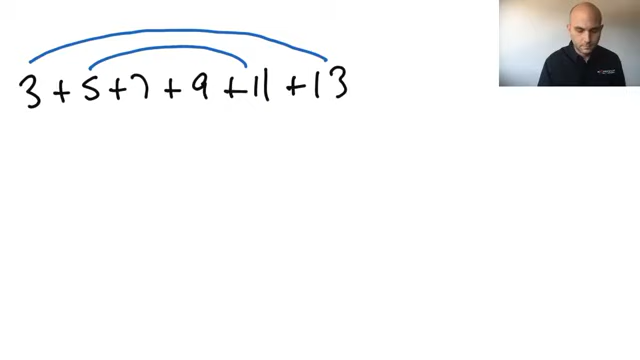 3 + 5 + 7 + 9 + 11 + 13